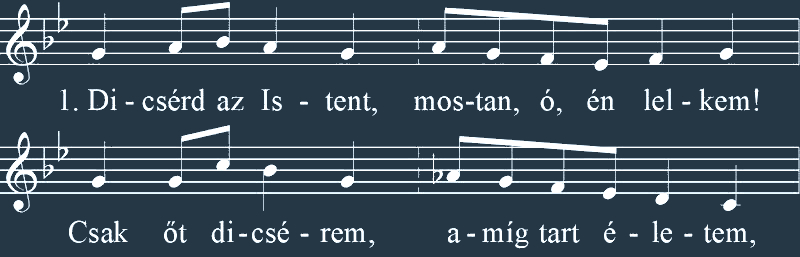 1. Di - csérd az Is - tent, mos-tan, ó, én lel - kem!
Csak őt di-csé - rem, a - míg tart é - le - tem,